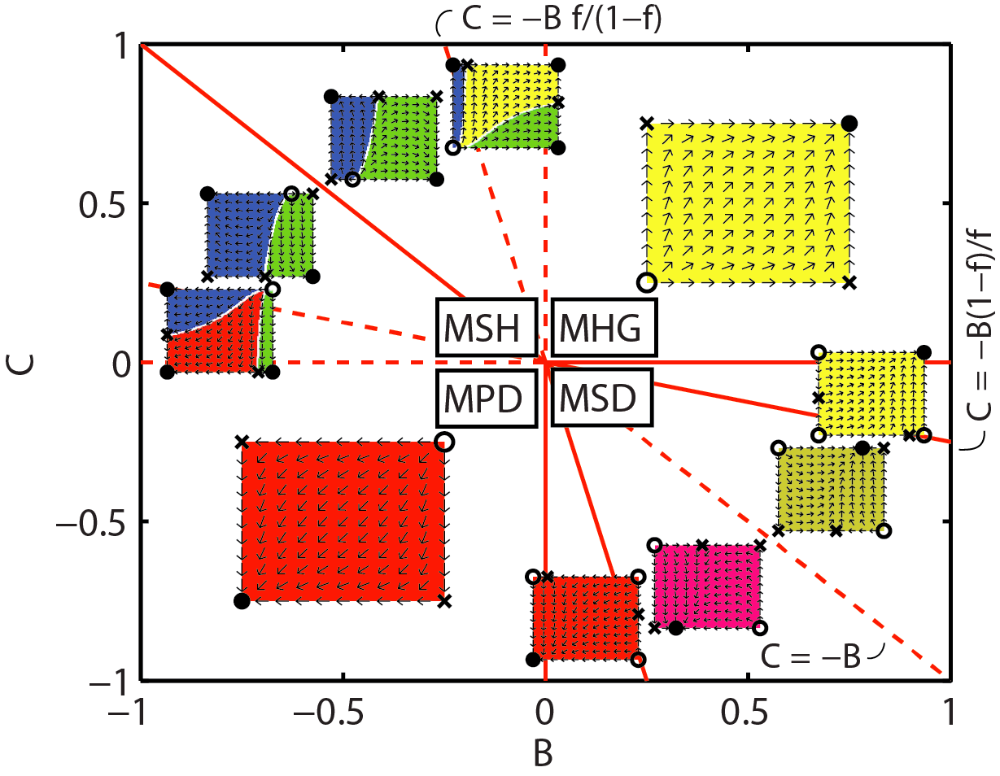 C = −B f/(1−f)
1
0.5
0
−0.5
−1
C
MSH
MHG
MPD
MSD
C = −B(1−f)/f
C = −B
−1
−0.5
0
0.5
1
B